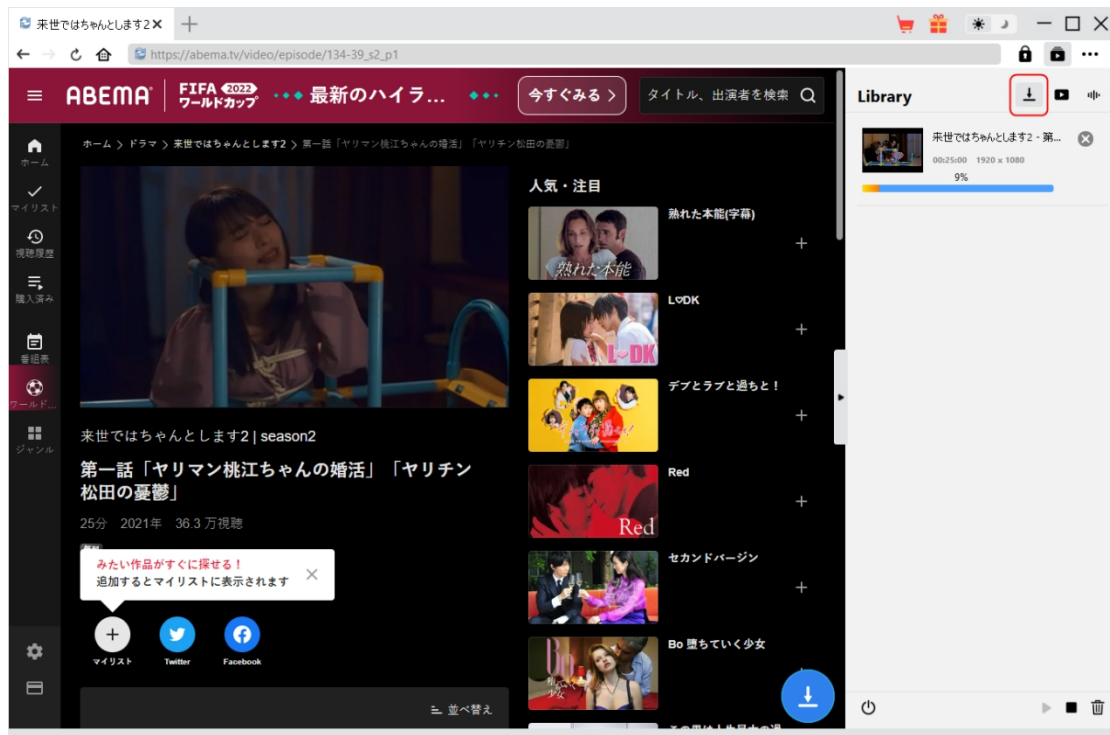 来世ではちゃんとします2
https://abema.tv/video/episode/134-39_s2_p1
ABEMA
FIFA 2022
ワールドカップ
最新のハイラ...
今すぐみる
タイトル、出演者を検索
Library
ホーム
マイリスト
視聴履歴
購入済み
番組表
ワールド...
ジャンル
ホーム > ドラマ > 来世ではちゃんとします2 > 第一話「ヤリマン桃江ちゃんの婚活」「ヤリチン松田の憂鬱」
来世ではちゃんとします2 | season2
第一話「ヤリマン桃江ちゃんの婚活」「ヤリチン
松田の憂鬱」
25分 2021年 36.3 万視聴
みたい作品がすぐに探せる！
追加するとマイリストに表示されます
マイリスト
Twitter
Facebook
並べ替え
人気・注目
熟れた本能(字幕)
熟れた本能
L♡DK
L♡DK
デブとラブと過ちと！
Red
Red
セカンドバージン
Bo 堕ちていく少女
Bo
堕ちていく少女
来世ではちゃんとします2 - 第...
00:25:00 1920 x 1080
9%